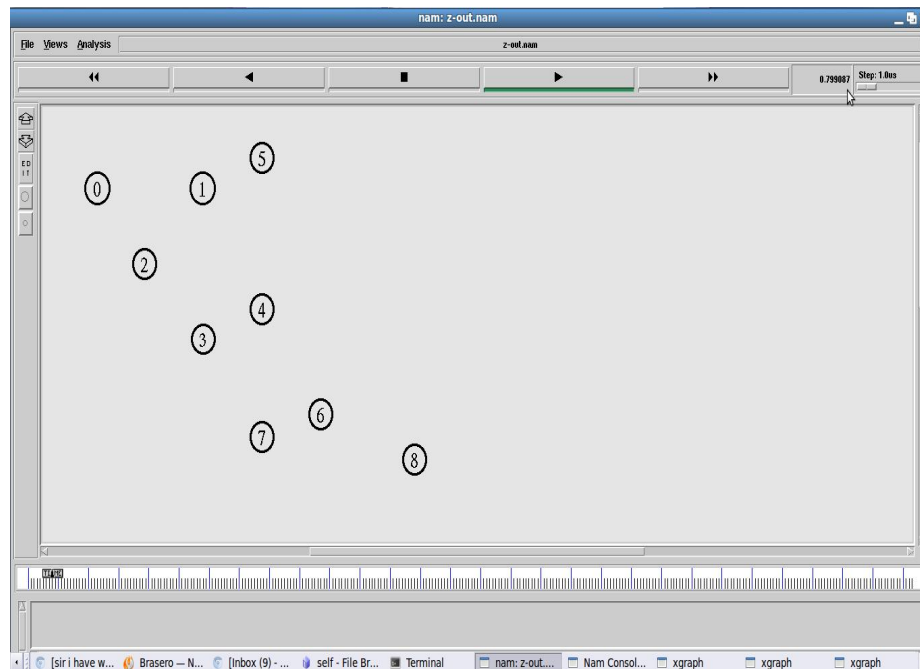 nam: z-out.nam
File Views Analysis z-out.nam
0.799087 Step: 1.0us
ED
IT
5
0 1
2
4
3
6
7
8
TIME
[sir i have w... Brasero — N... [Inbox (9) - ... self - File Br... Terminal nam: z-out.... Nam Consol... xgraph xgraph xgraph